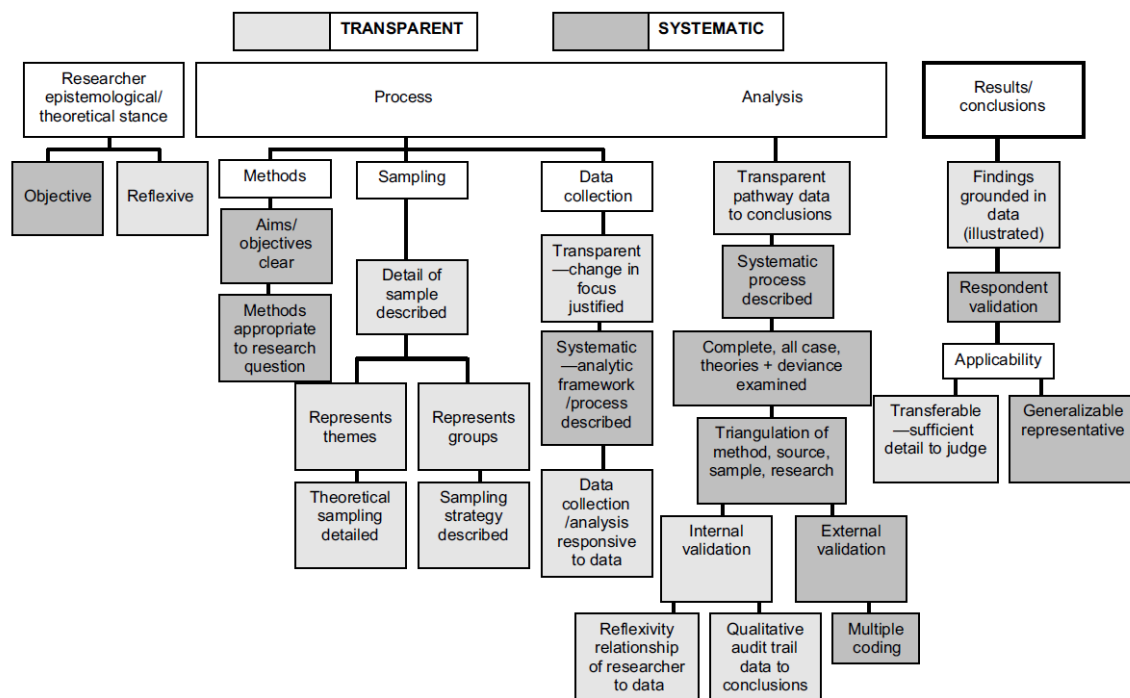 TRANSPARENT
SYSTEMATIC
Researcher
epistemological/
theoretical stance
Process
Analysis
Results/
conclusions
Objective
Reflexive
Methods
Sampling
Data
collection
Transparent
pathway data
to conclusions
Findings
grounded in
data
(illustrated)
Aims/
objectives
clear
Detail of
sample
described
Transparent
—change in
focus
justified
Systematic
process
described
Respondent
validation
Methods
appropriate
to research
question
Systematic
—analytic
framework
/process
described
Complete, all case,
theories + deviance
examined
Applicability
Represents
themes
Represents
groups
Triangulation of
method, source,
sample, research
Transferable
—sufficient
detail to judge
Generalizable
representative
Theoretical
sampling
detailed
Sampling
strategy
described
Data
collection
/analysis
responsive
to data
Internal
validation
External
validation
Reflexivity
relationship
of researcher
to data
Qualitative
audit trail
data to
conclusions
Multiple
coding